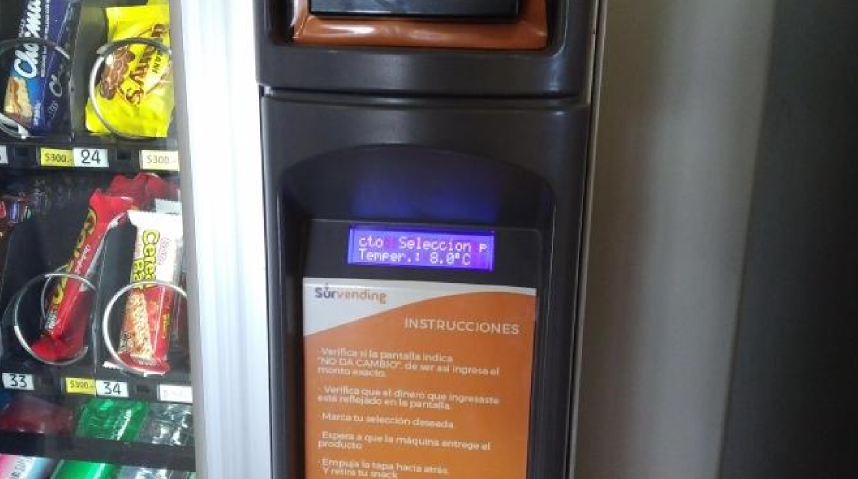 $300.-
24
$300.-
cto Seleccion p
Temper.: 8.0°C
Survending
INSTRUCCIONES
· Verifica si la pantalla indica
"NO DA CAMBIO", de ser asi ingresa el
monto exacto.
· Verifica que el dinero que ingresaste
esté reflejado en la pantalla.
· Marca tu selección deseada
· Espera a que la máquina entrege el
producto
· Empuja la tapa hacia atrás.
Y retira tu snack
33
$300.-
34